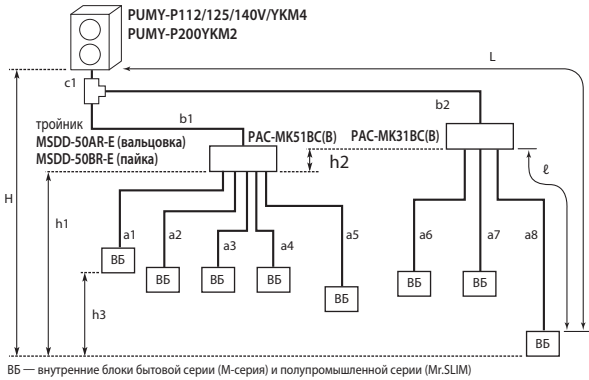 PUMY-P112/125/140V/YKM4
PUMY-P200YKM2
L
c1
b1
b2
тройник
MSDD-50AR-E (вальцовка)
MSDD-50BR-E (пайка)
PAC-MK51BC(B)
PAC-MK31BC(B)
h2
H
h1
ℓ
a1
a2
a3
a4
a5
a6
a7
a8
ВБ
ВБ
ВБ
ВБ
ВБ
ВБ
ВБ
ВБ
h3
ВБ — внутренние блоки бытовой серии (М-серия) и полупромышленной серии (Mr.SLIM)